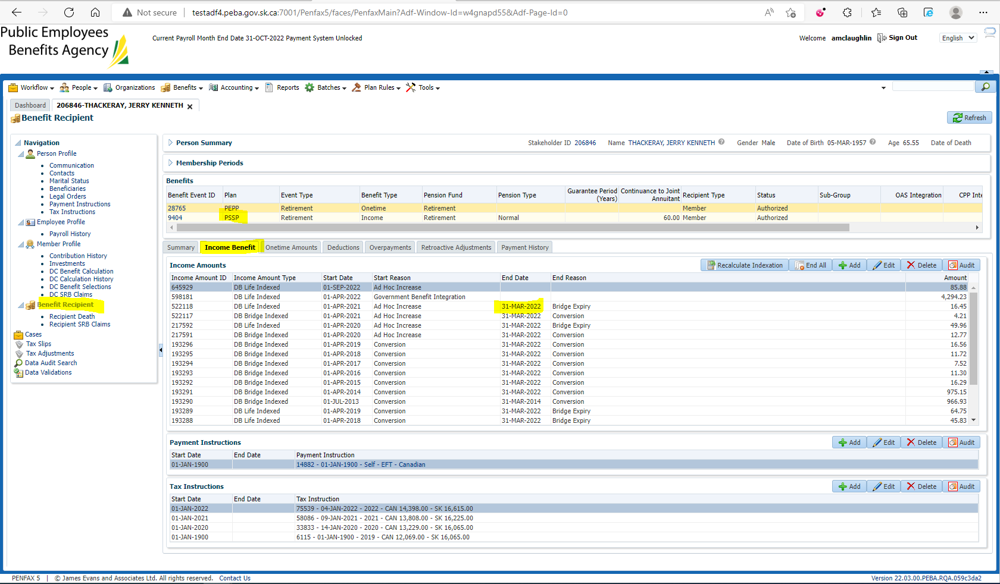 Not secure | testadf4.peba.gov.sk.ca:7001/Penfax5/faces/PenfaxMain?Adf-Window-Id=w4gnapd55&Adf-Page-Id=0
Public Employees
Benefits Agency
Current Payroll Month End Date 31-OCT-2022 Payment System Unlocked
Welcome amclaughlin Sign Out English
Workflow People Organizations Benefits Accounting Reports Batches Plan Rules Tools
Dashboard 206846-THACKERAY, JERRY KENNETH
Benefit Recipient Refresh
Navigation
Person Profile
Communication
Contacts
Marital Status
Beneficiaries
Legal Orders
Payment Instructions
Tax Instructions
Employee Profile
Payroll History
Member Profile
Contribution History
Investments
DC Benefit Calculation
DC Calculation History
DC Benefit Selections
DC SRB Claims
Benefit Recipient
Recipient Death
Recipient SRB Claims
Cases
Tax Slips
Tax Adjustments
Data Audit Search
Data Validations
Person Summary Stakeholder ID 206846 Name THACKERAY, JERRY KENNETH Gender Male Date of Birth 05-MAR-1957 Age 65.55 Date of Death
Membership Periods
Benefits
Benefit Event ID Plan Event Type Benefit Type Pension Fund Pension Type Guarantee Period (Years) Continuance to Joint Annuitant Recipient Type Status Sub-Group OAS Integration CPP Inte
28765 PEPP Retirement Onetime Retirement Member Authorized
9404 PSSP Retirement Income Retirement Normal 60.00 Member Authorized
Summary Income Benefit Onetime Amounts Deductions Overpayments Retroactive Adjustments Payment History
Income Amounts Recalculate Indexation End All Add Edit Delete Audit
Income Amount ID Income Amount Type Start Date Start Reason End Date End Reason Amount
645929 DB Life Indexed 01-SEP-2022 Ad Hoc Increase 85.88
598181 DB Life Indexed 01-APR-2022 Government Benefit Integration 4,294.23
522118 DB Life Indexed 01-APR-2021 Ad Hoc Increase 31-MAR-2022 Bridge Expiry 16.45
522117 DB Bridge Indexed 01-APR-2021 Ad Hoc Increase 31-MAR-2022 Conversion 4.21
217592 DB Life Indexed 01-APR-2020 Ad Hoc Increase 31-MAR-2022 Bridge Expiry 49.96
217591 DB Bridge Indexed 01-APR-2020 Ad Hoc Increase 31-MAR-2022 Conversion 12.77
193296 DB Bridge Indexed 01-APR-2019 Conversion 31-MAR-2022 Conversion 16.56
193295 DB Bridge Indexed 01-APR-2018 Conversion 31-MAR-2022 Conversion 11.72
193294 DB Bridge Indexed 01-APR-2017 Conversion 31-MAR-2022 Conversion 7.52
193293 DB Bridge Indexed 01-APR-2016 Conversion 31-MAR-2022 Conversion 11.30
193292 DB Bridge Indexed 01-APR-2015 Conversion 31-MAR-2022 Conversion 16.29
193291 DB Bridge Indexed 01-APR-2014 Conversion 31-MAR-2022 Conversion 975.15
193290 DB Bridge Indexed 01-JUL-2013 Conversion 31-MAR-2014 Conversion 966.93
193289 DB Life Indexed 01-APR-2019 Conversion 31-MAR-2022 Bridge Expiry 64.75
193288 DB Life Indexed 01-APR-2018 Conversion 31-MAR-2022 Bridge Expiry 45.83
Payment Instructions Add Edit Delete Audit
Start Date End Date Payment Instruction
01-JAN-1900 14882 - 01-JAN-1900 - Self - EFT - Canadian
Tax Instructions Add Edit Delete Audit
Start Date End Date Tax Instruction
01-JAN-2022 75539 - 04-JAN-2022 - 2022 - CAN 14,398.00 - SK 16,615.00
01-JAN-2021 58086 - 09-JAN-2021 - 2021 - CAN 13,808.00 - SK 16,225.00
01-JAN-2020 33833 - 14-JAN-2020 - 2020 - CAN 13,229.00 - SK 16,065.00
01-JAN-1900 6115 - 01-JAN-1900 - 2019 - CAN 12,069.00 - SK 16,065.00
PENFAX 5 | © James Evans and Associates Ltd. All rights reserved. Contact Us Version 22.03.00.PEBA.RQA.059c3da2